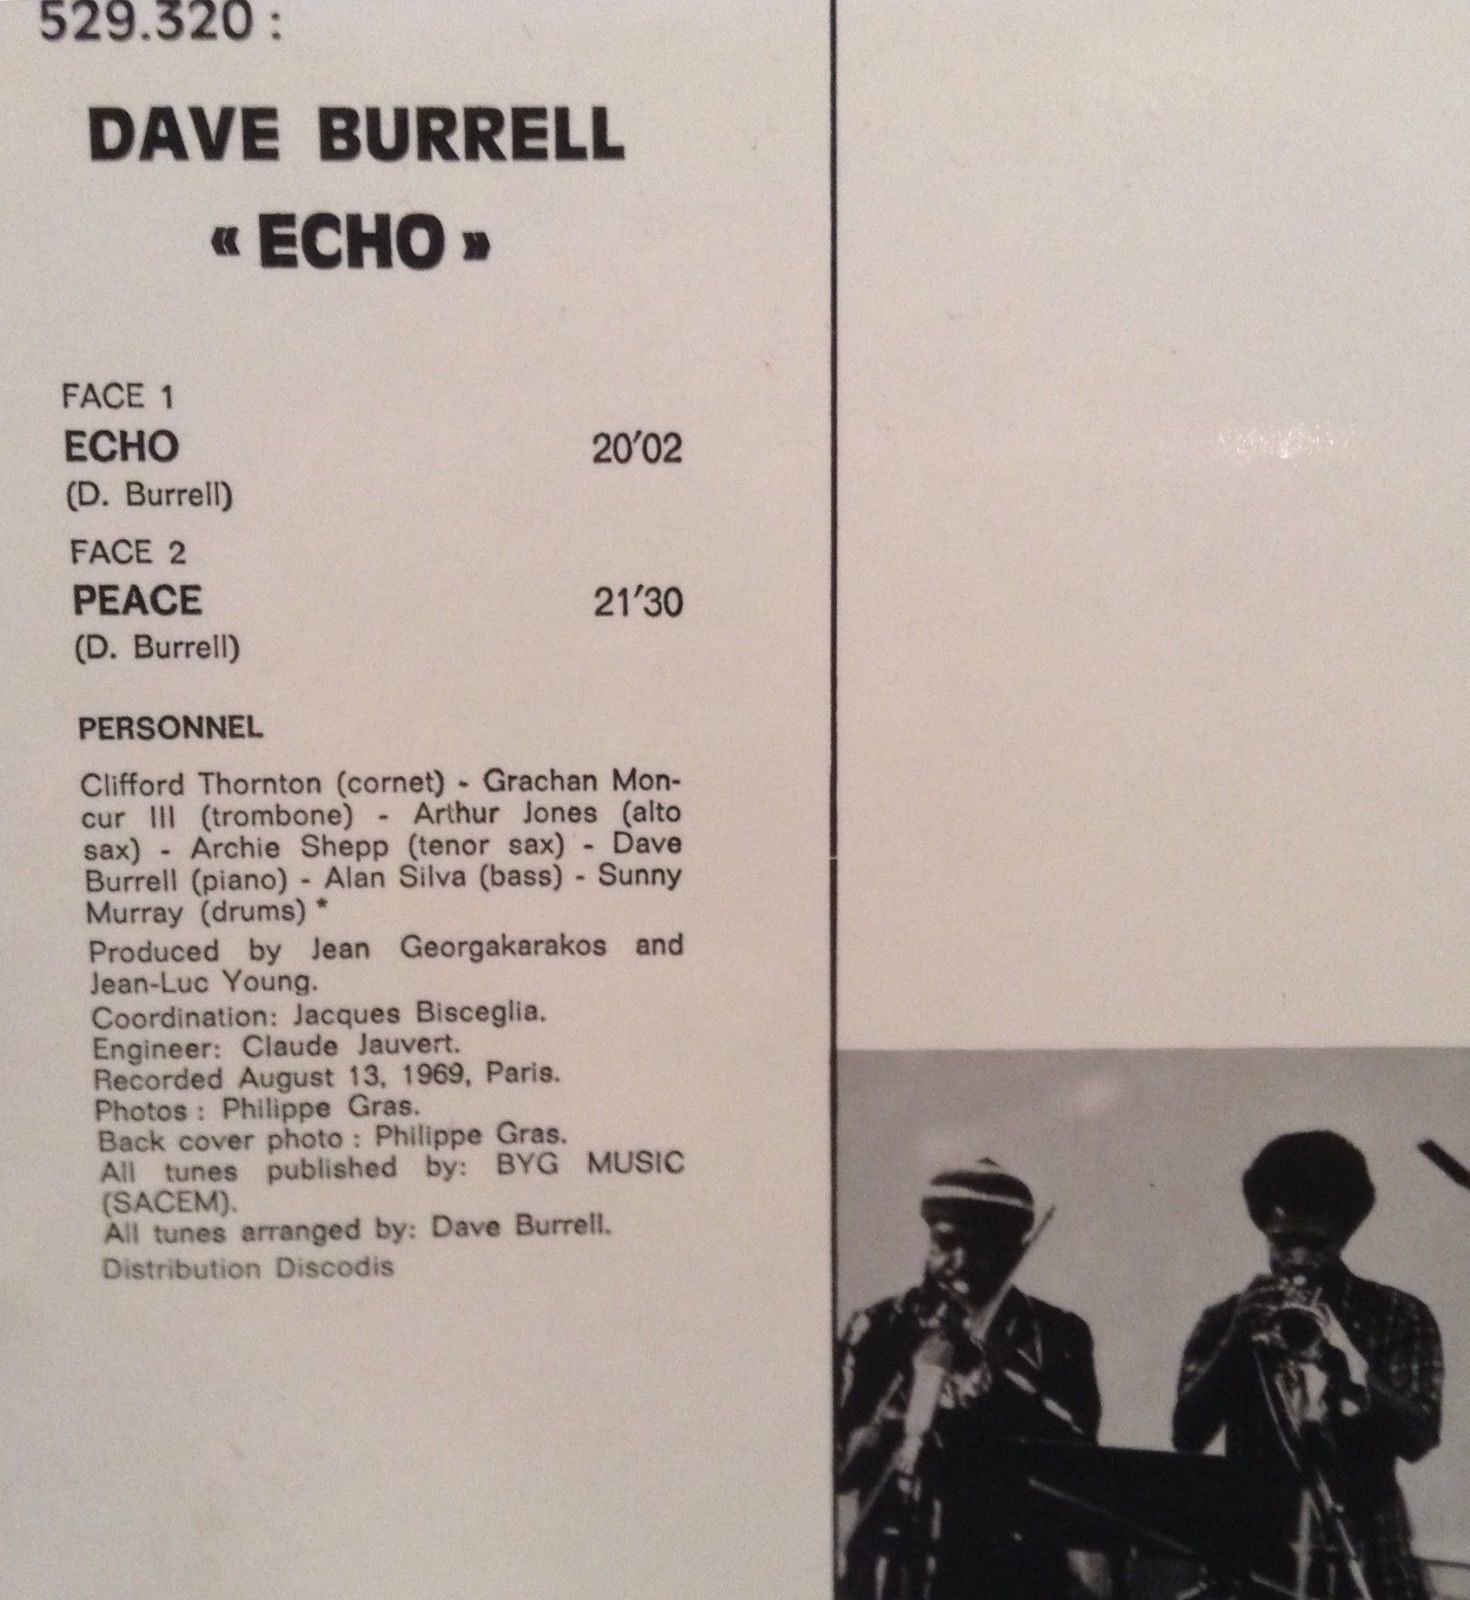 529.320 :
DAVE BURRELL
« ECHO »
FACE 1
ECHO 20'02
(D. Burrell)
FACE 2
PEACE 21'30
(D. Burrell)
PERSONNEL
Clifford Thornton (cornet) - Grachan Mon-
cur III (trombone) - Arthur Jones (alto
sax) - Archie Shepp (tenor sax) - Dave
Burrell (piano) - Alan Silva (bass) - Sunny
Murray (drums) *
Produced by Jean Georgakarakos and
Jean-Luc Young.
Coordination: Jacques Bisceglia.
Engineer: Claude Jauvert.
Recorded August 13, 1969, Paris.
Photos : Philippe Gras.
Back cover photo : Philippe Gras.
All tunes published by: BYG MUSIC
(SACEM).
All tunes arranged by: Dave Burrell.
Distribution Discodis